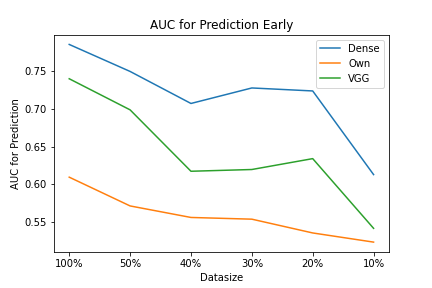 AUC for Prediction Early
Dense
Own
VGG
AUC for Prediction
0.75
0.70
0.65
0.60
0.55
100%
50%
40%
30%
20%
10%
Datasize